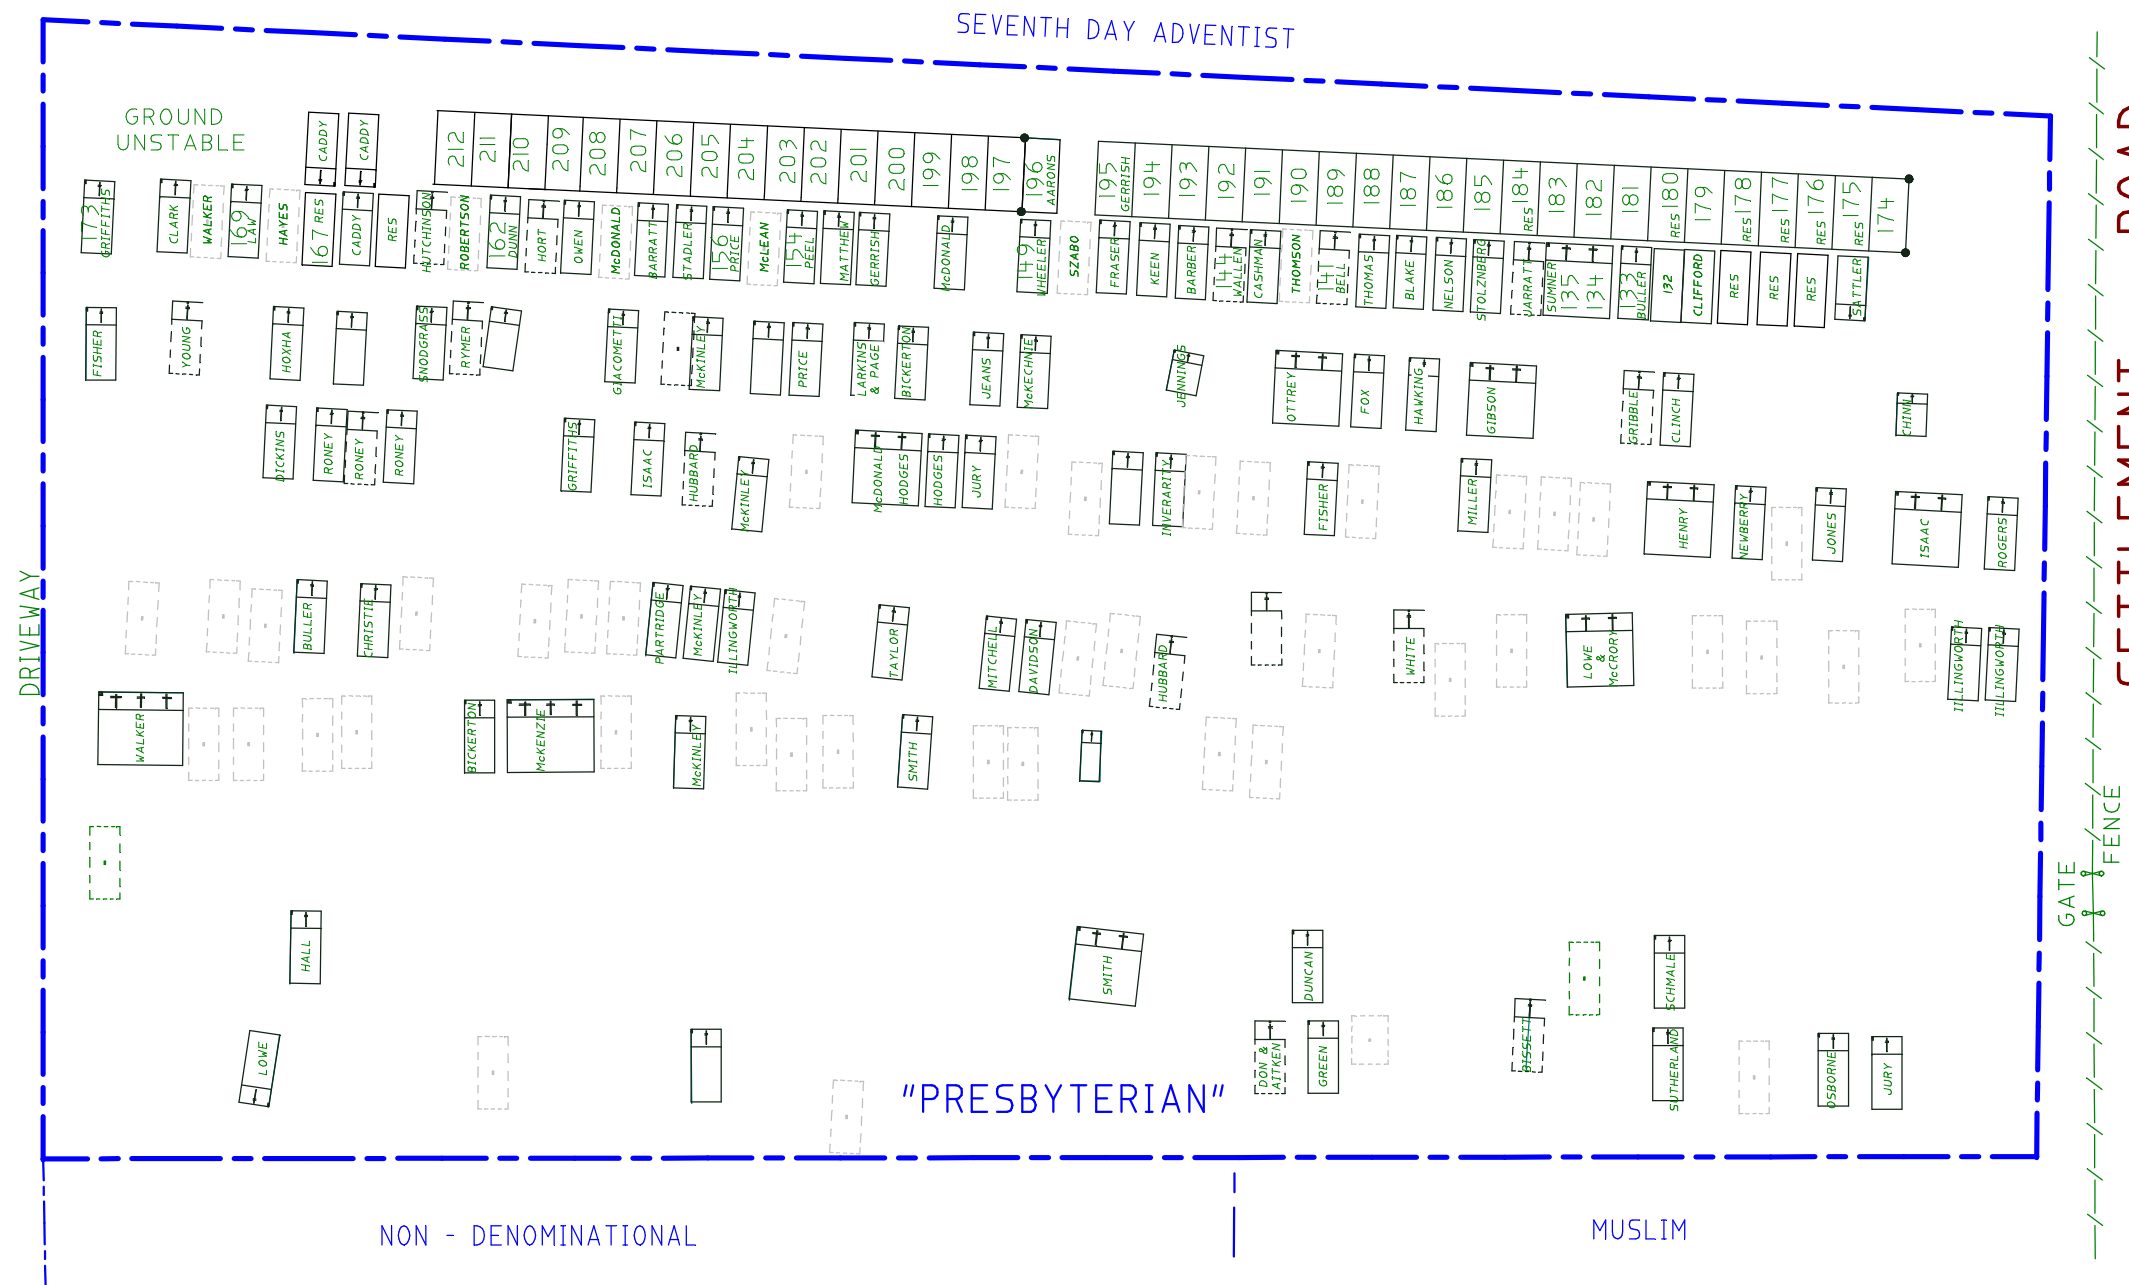 SEVENTH DAY ADVENTIST
GROUND
UNSTABLE
CADDY
CADDY
212
211
210
209
208
207
206
205
204
203
202
201
200
199
198
197
196
AARONS
195
GERRISH
194
193
192
191
190
189
188
187
186
185
184
RES
183
182
181
180
RES
179
178
RES
177
RES
176
RES
175
RES
174
173
GRIFFITHS
CLARK
WALKER
169
LAW
HAYES
167
RES
CADDY
RES
HUTCHINSON
ROBERTSON
162
DUNN
HORT
OWEN
McDONALD
BARRATT
STADLER
156
PRICE
McLEAN
154
PEEL
MATTHEW
GERRISH
McDONALD
149
WHEELER
SZABO
FRASER
KEEN
BARBER
144
WALLEN
CASHMAN
THOMSON
141
BELL
THOMAS
BLAKE
NELSON
STOLZNBERG
JARRATT
SUMNER
135
134
133
BULLER
132
CLIFFORD
RES
RES
RES
SATTLER
FISHER
YOUNG
HOXHA
SNODGRASS
RYMER
GIACOMETTI
McKINLEY
PRICE
LARKINS
& PAGE
BICKERTON
JEANS
McKECHNIE
JENNINGS
OTTREY
FOX
HAWKING
GIBSON
GRIBBLE
CLINCH
CHINN
DICKINS
RONEY
RONEY
RONEY
GRIFFITHS
ISAAC
HUBBARD
McKINLEY
McDONALD
HODGES
HODGES
JURY
INVERARITY
FISHER
MILLER
HENRY
NEWBERRY
JONES
ISAAC
ROGERS
DRIVEWAY
BULLER
CHRISTIE
PARTRIDGE
McKINLEY
ILLINGWORTH
TAYLOR
MITCHELL
DAVIDSON
HUBBARD
WHITE
LOWE
&
McCRORY
IILLINGWORTH
IILLINGWORTH
WALKER
BICKERTON
McKENZIE
McKINLEY
SMITH
FENCE
GATE
HALL
SMITH
DUNCAN
SCHMALE
LOWE
DON &
AITKEN
GREEN
BISSETT
SUTHERLAND
OSBORNE
JURY
"PRESBYTERIAN"
NON - DENOMINATIONAL
MUSLIM